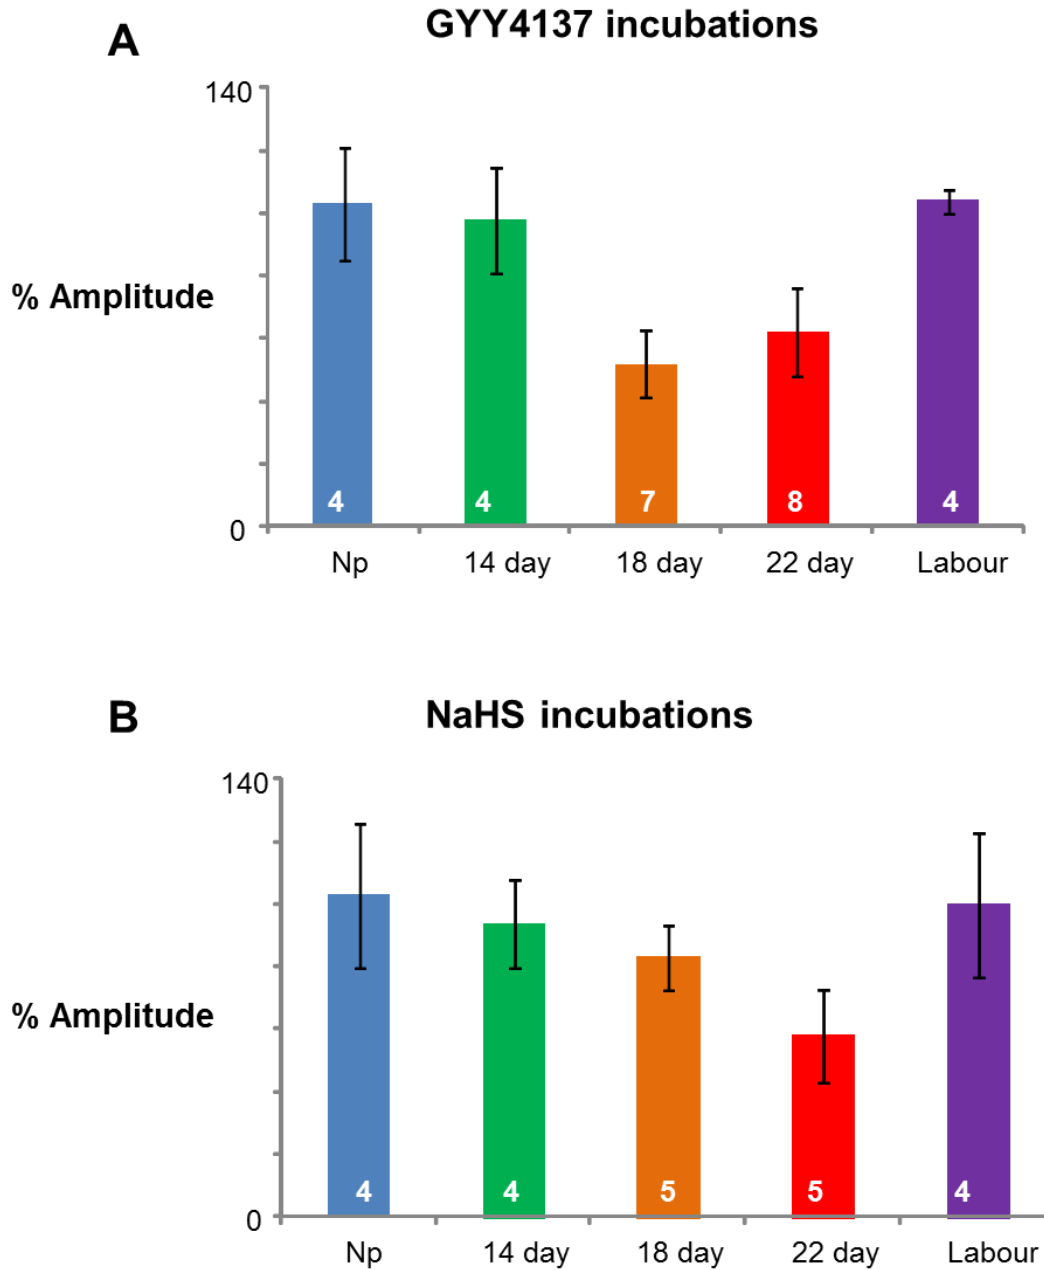 A
GYY4137 incubations
140
% Amplitude
4 4 7 8 4
0
Np 14 day 18 day 22 day Labour
B
NaHS incubations
140
% Amplitude
4 4 5 5 4
0
Np 14 day 18 day 22 day Labour